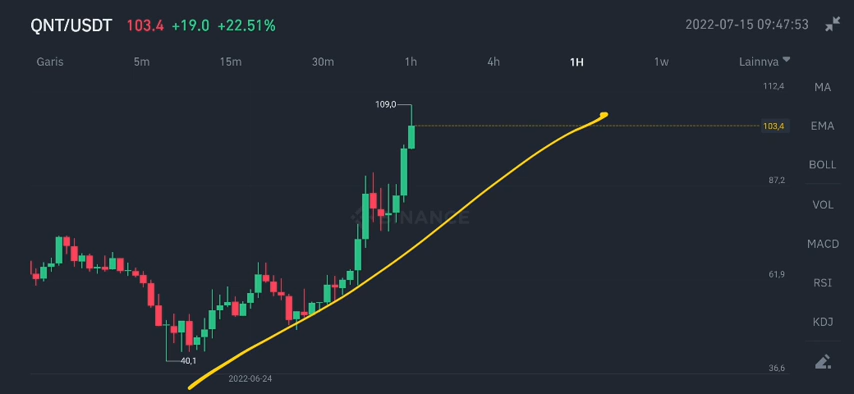 QNT/USDT 103.4 +19.0 +22.51% 2022-07-15 09:47:53
Garis 5m 15m 30m 1h 4h 1H 1w Lainnya
112,4
MA
109,0
103,4
EMA
BOLL
87,2
VOL
BINANCE
MACD
61,9
RSI
KDJ
40,1
36,6
2022-06-24